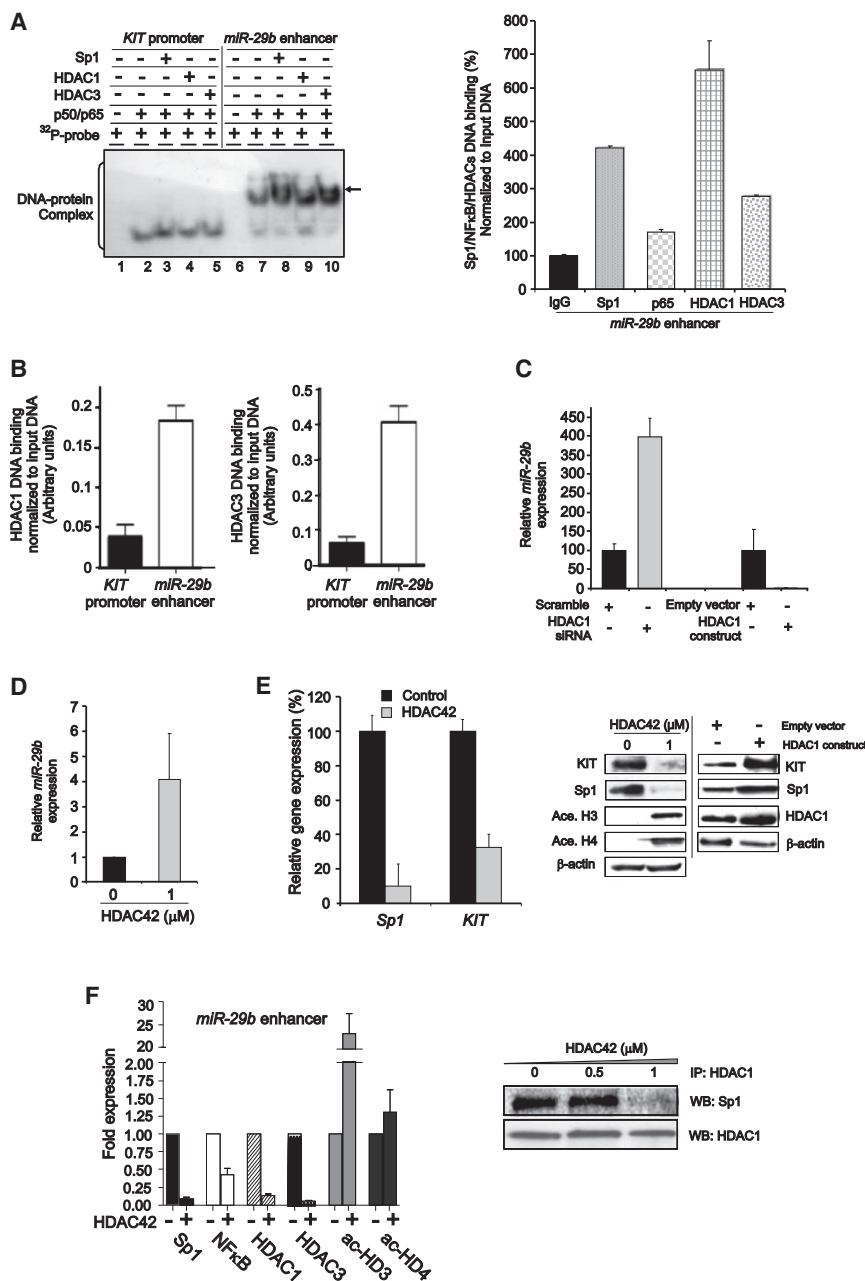 A
KIT promoter miR-29b enhancer
Sp1 - - + - - - - + - -
HDAC1 - - - + - - - - + -
HDAC3 - - - - + - - - - +
p50/p65 - + + + + - + + + +
32P-probe + + + + + + + + + +
DNA-protein
Complex
1 2 3 4 5 6 7 8 9 10
Sp1/NFκB/HDACs DNA binding (%)
Normalized to Input DNA
800
700
600
500
400
300
200
100
0
IgG Sp1 p65 HDAC1 HDAC3
miR-29b enhancer
B
HDAC1 DNA binding
normalized to input DNA
(Arbitrary units)
0.2
0.15
0.1
0.05
0
KIT miR-29b
promoter enhancer
HDAC3 DNA binding
normalized to input DNA
(Arbitrary units)
0.5
0.4
0.3
0.2
0.1
0
KIT miR-29b
promoter enhancer
C
Relative miR-29b
expression
450
400
350
300
250
200
150
100
50
0
Scramble + - Empty vector + -
HDAC1 - + HDAC1 - +
siRNA construct
D
Relative miR-29b
expression
7
6
5
4
3
2
1
0
0 1
HDAC42 (μM)
E
Relative gene expression (%)
120
100
80
60
40
20
0
Control
HDAC42
Sp1 KIT
HDAC42 (μM)
0 1
KIT
Sp1
Ace. H3
Ace. H4
β-actin
+ - Empty vector
- + HDAC1 construct
KIT
Sp1
HDAC1
β-actin
F
miR-29b enhancer
Fold expression
30
25
20
2.00
1.75
1.50
1.25
1.00
0.75
0.50
0.25
0.00
HDAC42 - + - + - + - + - + - +
Sp1 NFκB HDAC1 HDAC3 ac-HD3 ac-HD4
HDAC42 (μM)
0 0.5 1 IP: HDAC1
WB: Sp1
WB: HDAC1